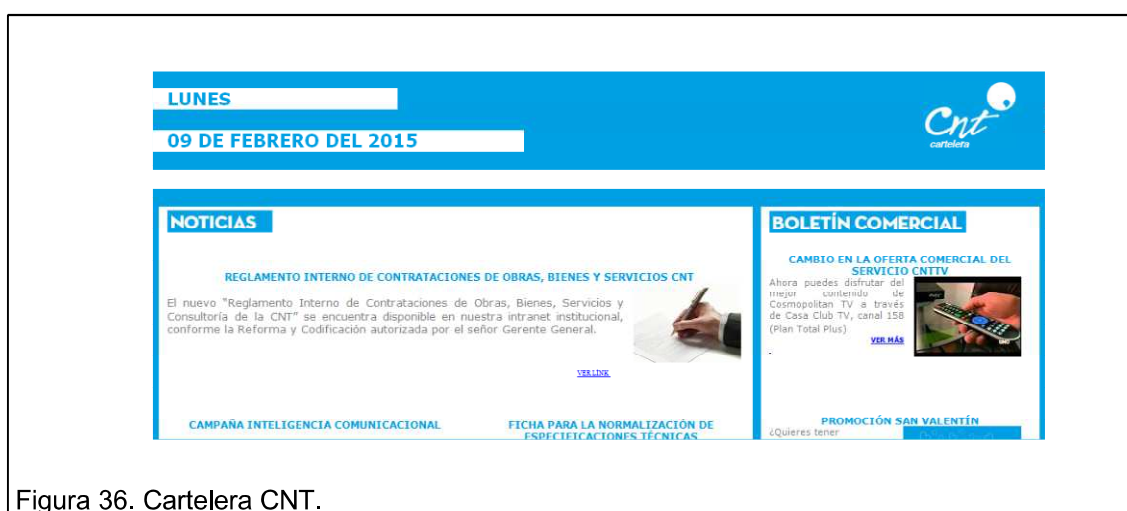 LUNES
09 DE FEBRERO DEL 2015
Cnt
cartelera
NOTICIAS
REGLAMENTO INTERNO DE CONTRATACIONES DE OBRAS, BIENES Y SERVICIOS CNT
El nuevo "Reglamento Interno de Contrataciones de Obras, Bienes, Servicios y
Consultoría de la CNT" se encuentra disponible en nuestra intranet institucional,
conforme la Reforma y Codificación autorizada por el señor Gerente General.
VER LINK
CAMPAÑA INTELIGENCIA COMUNICACIONAL
FICHA PARA LA NORMALIZACIÓN DE
ESPECIFICACIONES TÉCNICAS
BOLETÍN COMERCIAL
CAMBIO EN LA OFERTA COMERCIAL DEL
SERVICIO CNTTV
Ahora puedes disfrutar del
mejor contenido de
Cosmopolitan TV a través
de Casa Club TV, canal 158
(Plan Total Plus)
VER MÁS
PROMOCIÓN SAN VALENTÍN
¿Quieres tener
Figura 36. Cartelera CNT.